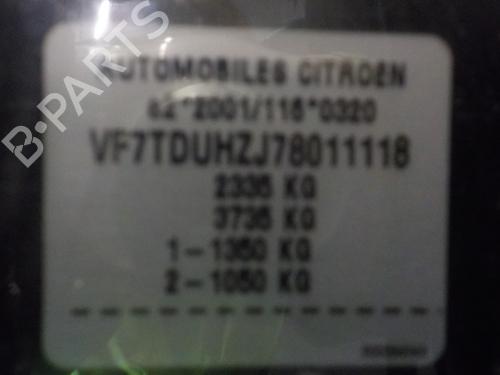 AUTOMOBILES CITROEN
e2*2001/116*0320
VF7TDUHZJ78011118
2335 KG
3735 KG
1-1350 KG
2-1050 KG
B-PARTS